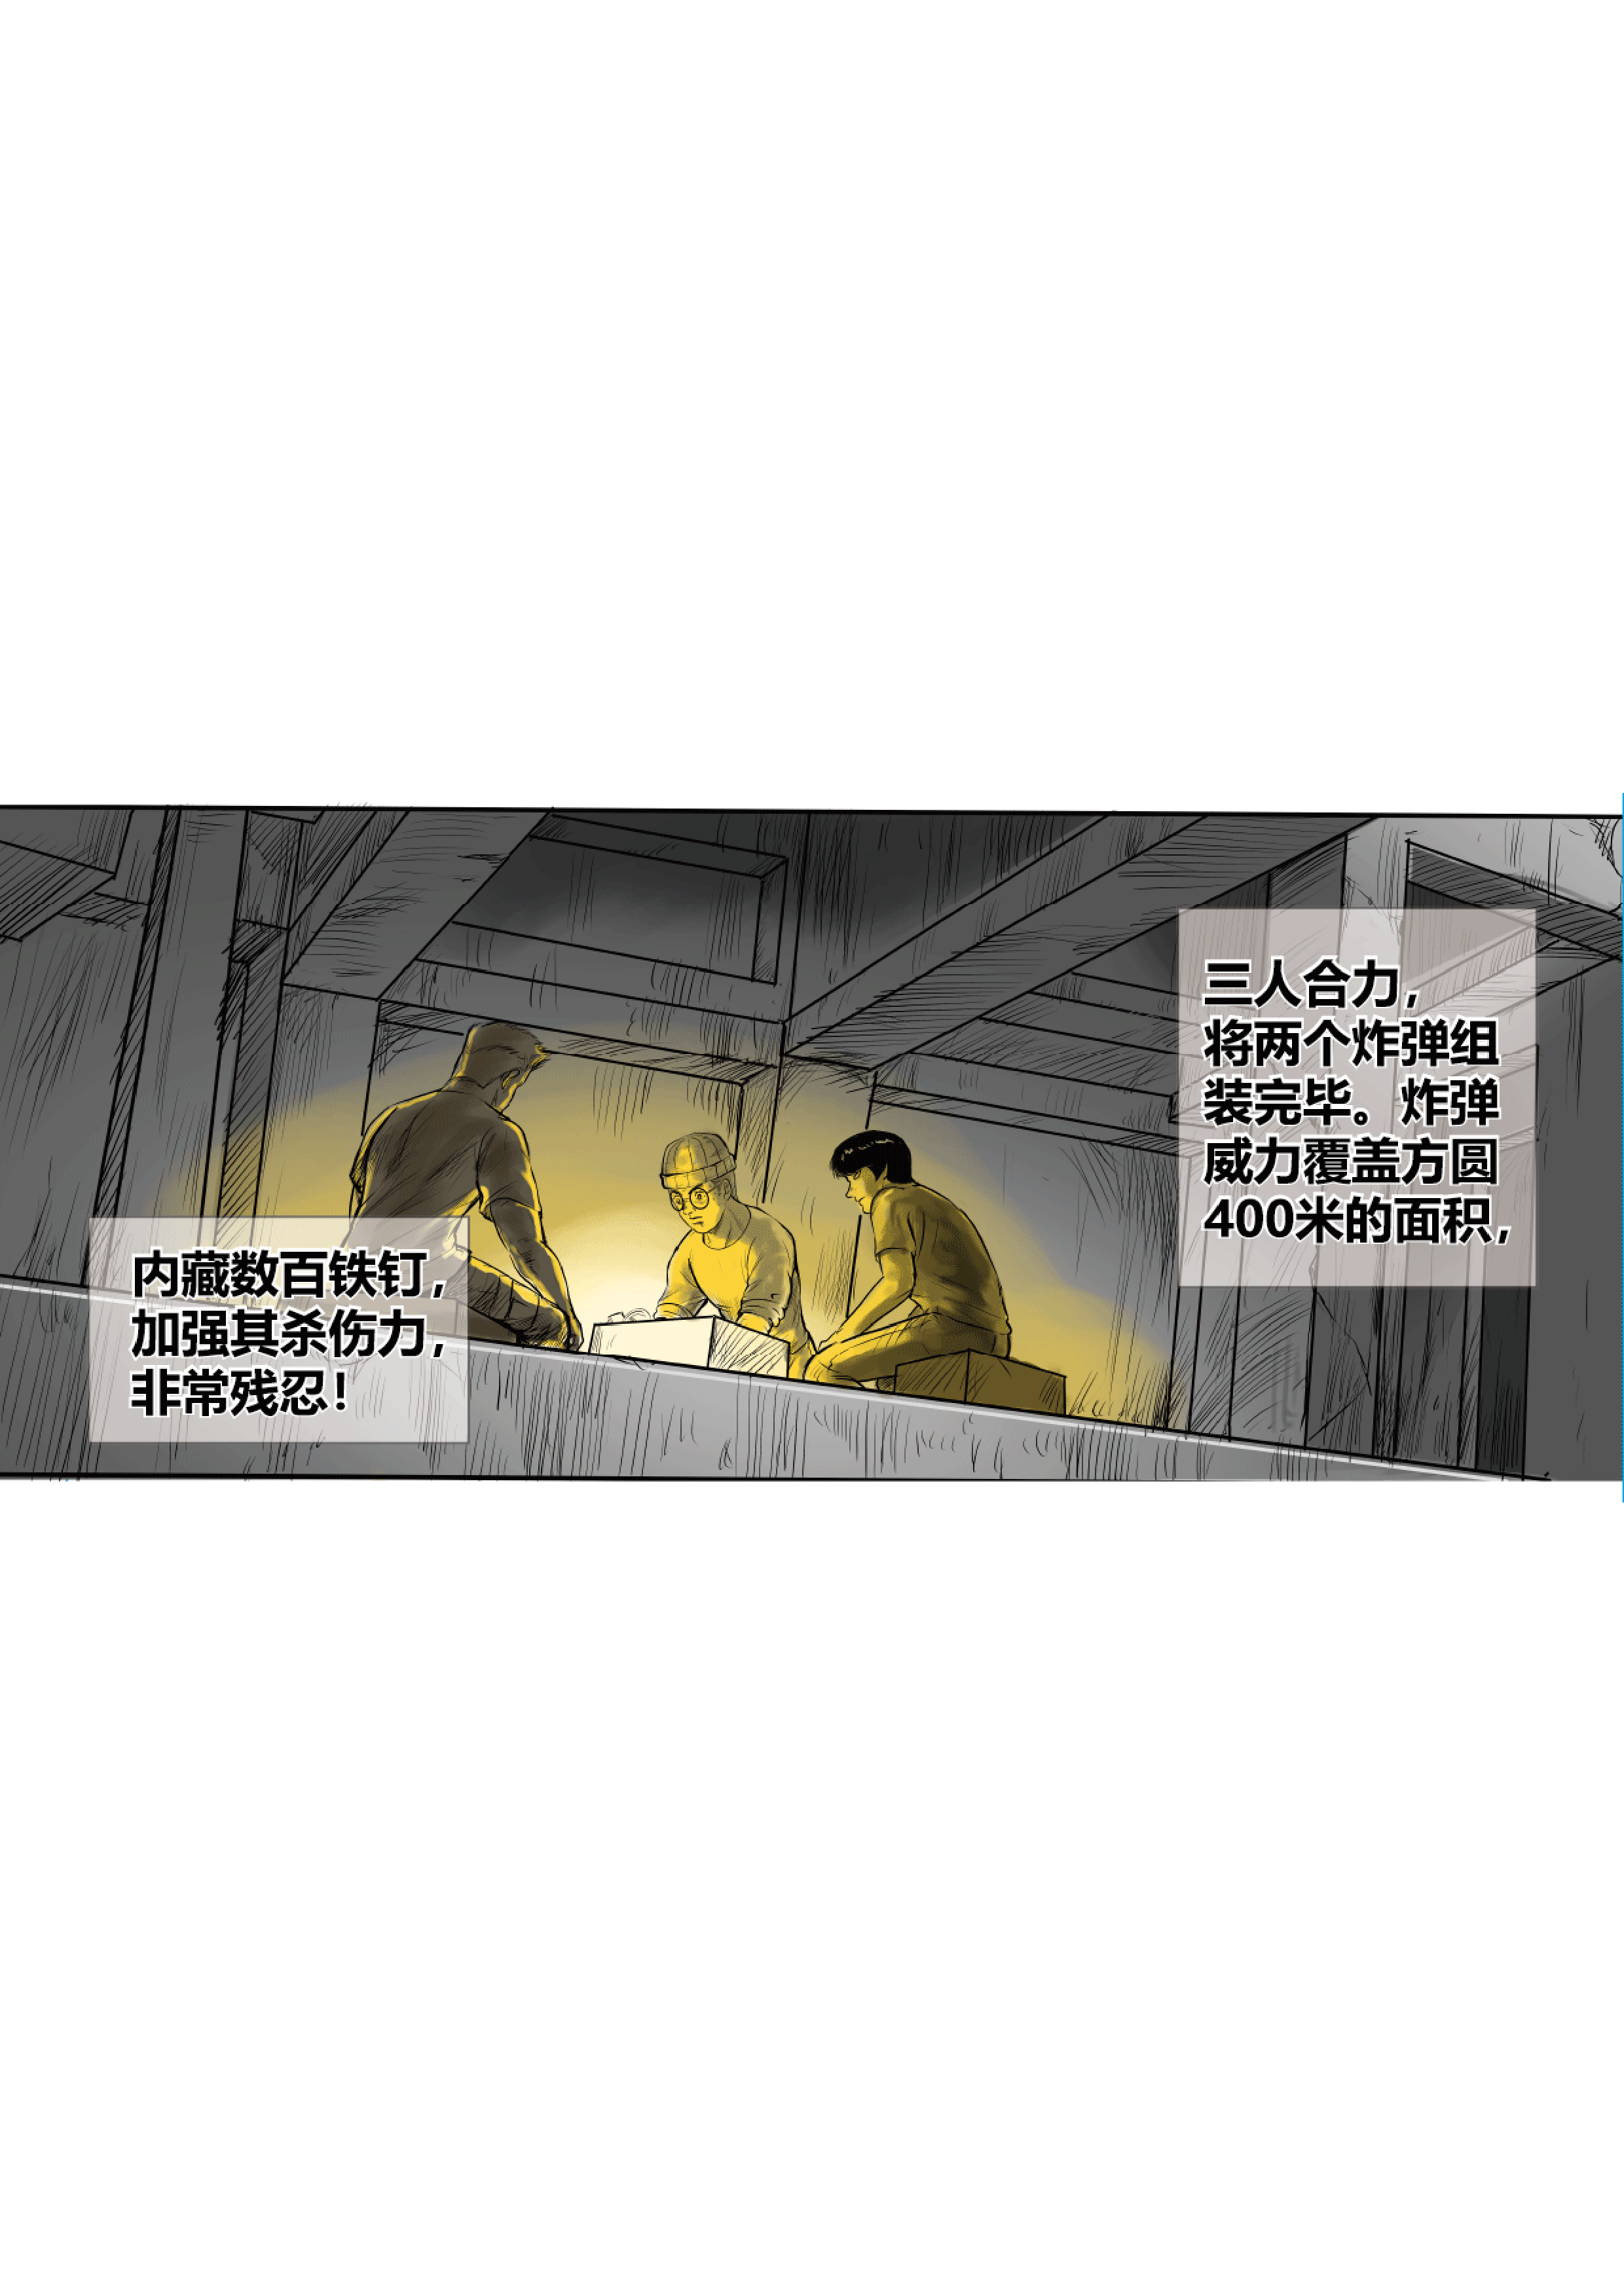 三人合力，
将两个炸弹组
装完毕。炸弹
威力覆盖方圆
400米的面积，
内藏数百铁钉，
加强其杀伤力，
非常残忍！